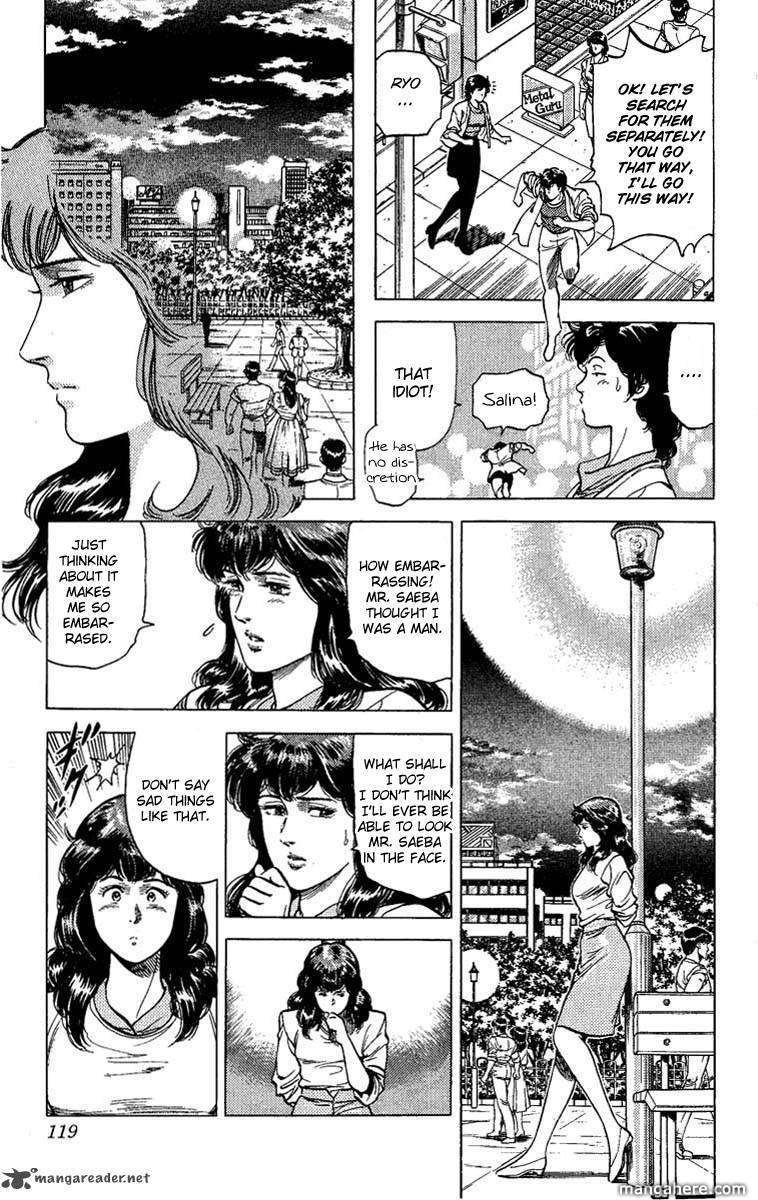 OK! LET'S
SEARCH
FOR THEM
SEPARATELY!
YOU GO
THAT WAY,
I'LL GO
THIS WAY!
RYO
...
Metal
Guru
....
Salina!
THAT
IDIOT!
He has
no dis-
cretion
HOW EMBAR-
RASSING!
MR. SAEBA
THOUGHT I
WAS A MAN.
JUST
THINKING
ABOUT IT
MAKES
ME SO
EMBAR-
RASED.
WHAT SHALL
I DO?
I DON'T THINK
I'LL EVER BE
ABLE TO LOOK
MR. SAEBA
IN THE FACE.
DON'T SAY
SAD THINGS
LIKE THAT.
119
mangareader.net
mangahere.com